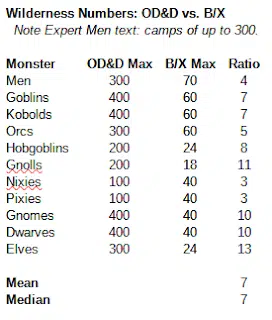 Wilderness Numbers: OD&D vs. B/X
Note Expert Men text: camps of up to 300.
Monster OD&D Max B/X Max Ratio
Men 300 70 4
Goblins 400 60 7
Kobolds 400 60 7
Orcs 300 60 5
Hobgoblins 200 24 8
Gnolls 200 18 11
Nixies 100 40 3
Pixies 100 40 3
Gnomes 400 40 10
Dwarves 400 40 10
Elves 300 24 13
Mean 7
Median 7